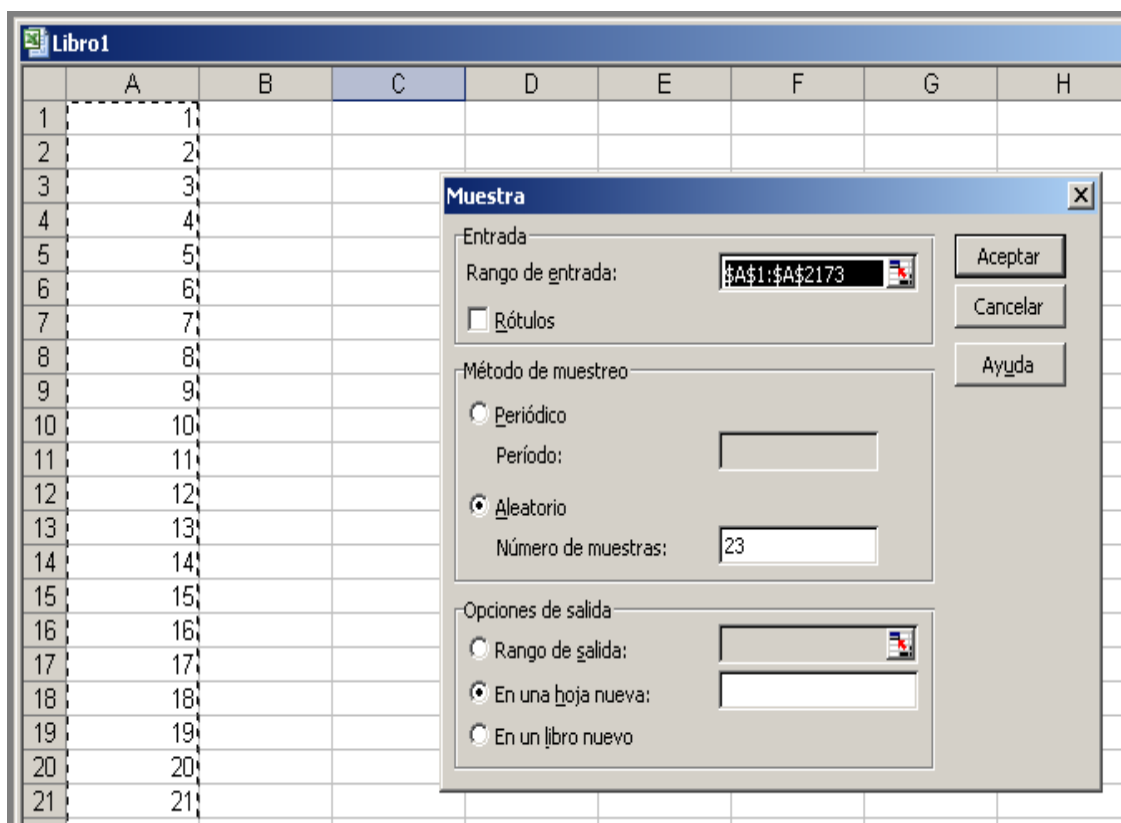 Libro1
A B C D E F G H
1 1
2 2
3 3
4 4
5 5
6 6
7 7
8 8
9 9
10 10
11 11
12 12
13 13
14 14
15 15
16 16
17 17
18 18
19 19
20 20
21 21
Muestra
Entrada
Rango de entrada: $A$1:$A$2173
Rótulos
Aceptar
Cancelar
Ayuda
Método de muestreo
Periódico
Período:
Aleatorio
Número de muestras: 23
Opciones de salida
Rango de salida:
En una hoja nueva:
En un libro nuevo